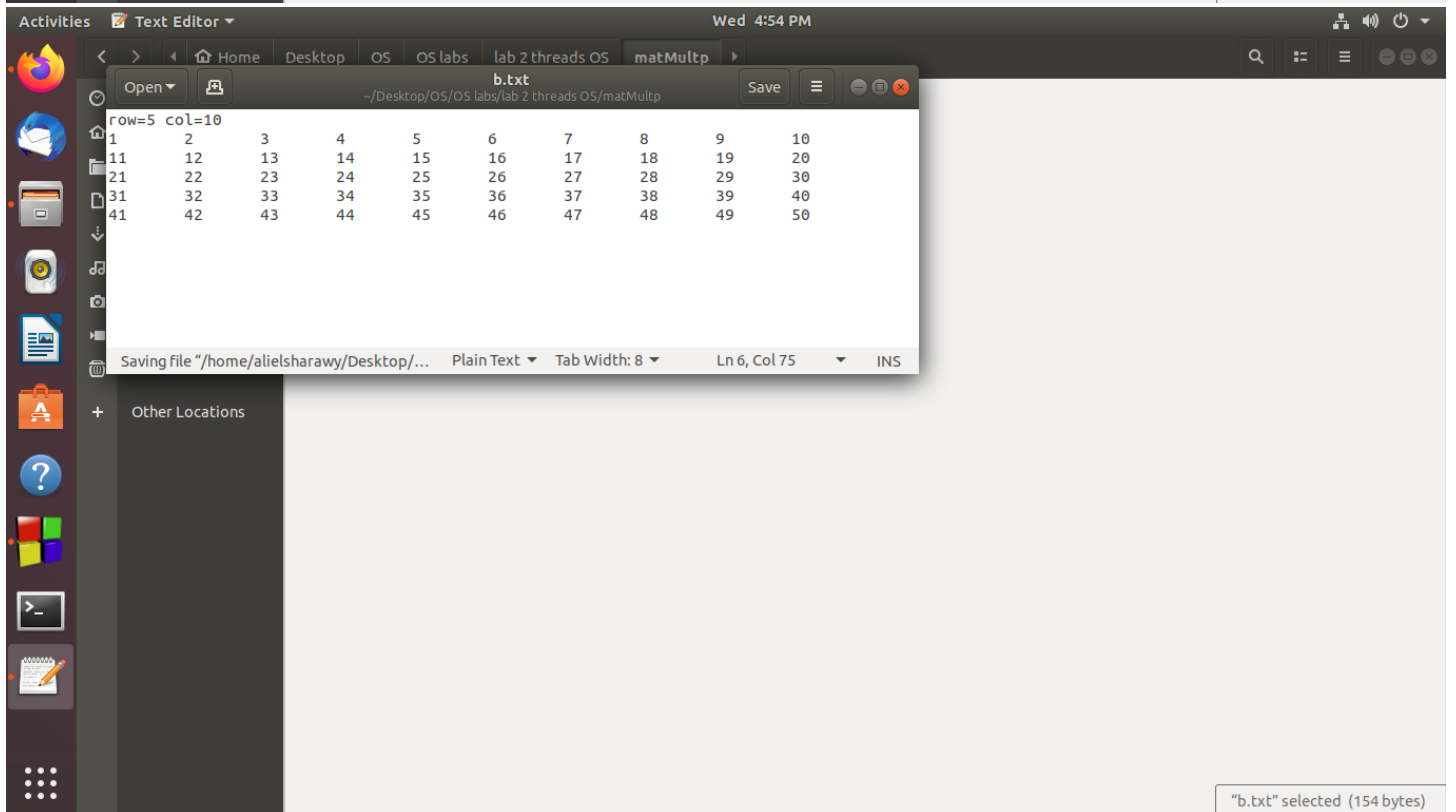 Activities Text Editor Wed 4:54 PM
Home Desktop OS OS labs lab 2 threads OS matMultp
Open b.txt Save
~/Desktop/OS/OS labs/lab 2 threads OS/matMultp
row=5 col=10
1 2 3 4 5 6 7 8 9 10
11 12 13 14 15 16 17 18 19 20
21 22 23 24 25 26 27 28 29 30
31 32 33 34 35 36 37 38 39 40
41 42 43 44 45 46 47 48 49 50
Saving file “/home/alielsharawy/Desktop/… Plain Text Tab Width: 8 Ln 6, Col 75 INS
+ Other Locations
“b.txt” selected (154 bytes)